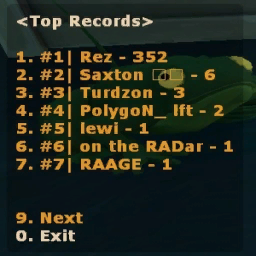 <Top Records>
1. #1| Rez - 352
2. #2| Saxton □□ - 6
3. #3| Turdzon - 3
4. #4| PolygoN_ lft - 2
5. #5| lewi - 1
6. #6| on the RADar - 1
7. #7| RAAGE - 1
9. Next
0. Exit